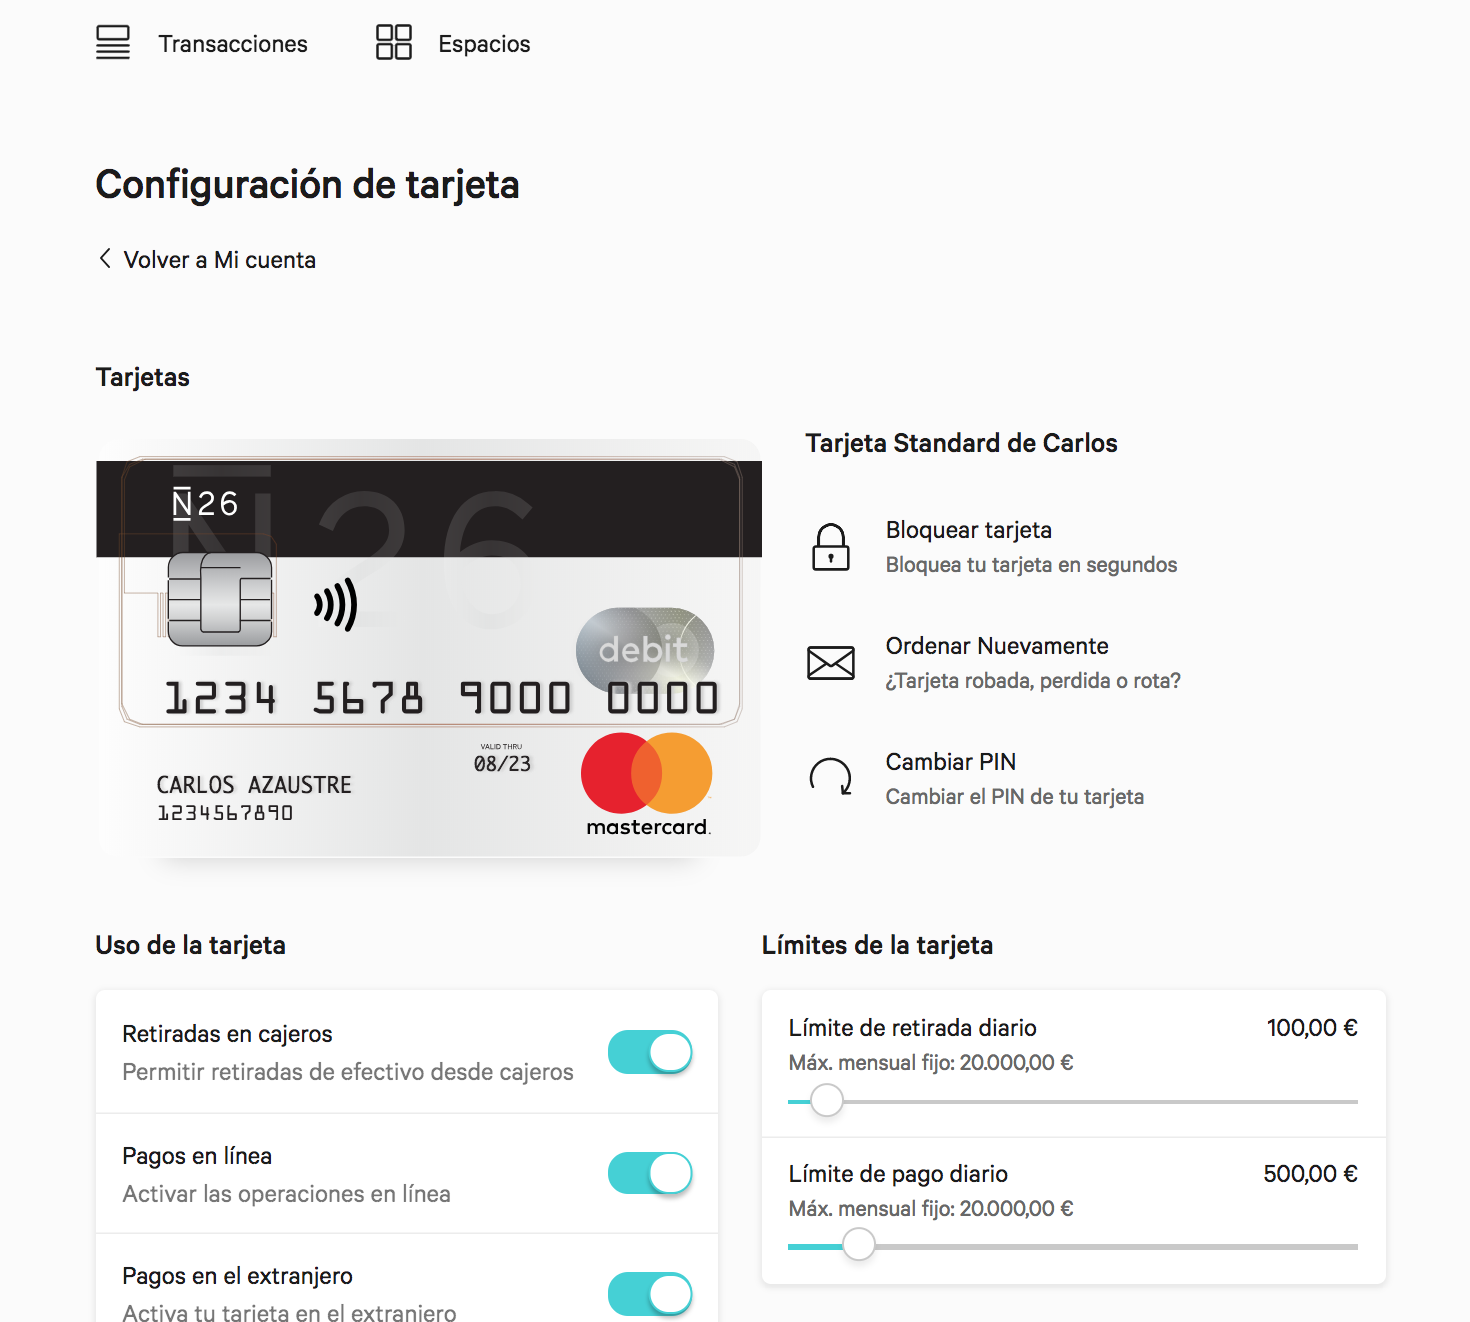 Transacciones
Espacios
Configuración de tarjeta
Volver a Mi cuenta
Tarjetas
N26
N26
debit
1234 5678 9000 0000
VALID THRU
08/23
CARLOS AZAUSTRE
1234567890
mastercard.
Tarjeta Standard de Carlos
Bloquear tarjeta
Bloquea tu tarjeta en segundos
Ordenar Nuevamente
¿Tarjeta robada, perdida o rota?
Cambiar PIN
Cambiar el PIN de tu tarjeta
Uso de la tarjeta
Retiradas en cajeros
Permitir retiradas de efectivo desde cajeros
Pagos en línea
Activar las operaciones en línea
Pagos en el extranjero
Activa tu tarjeta en el extranjero
Límites de la tarjeta
Límite de retirada diario 100,00 €
Máx. mensual fijo: 20.000,00 €
Límite de pago diario 500,00 €
Máx. mensual fijo: 20.000,00 €